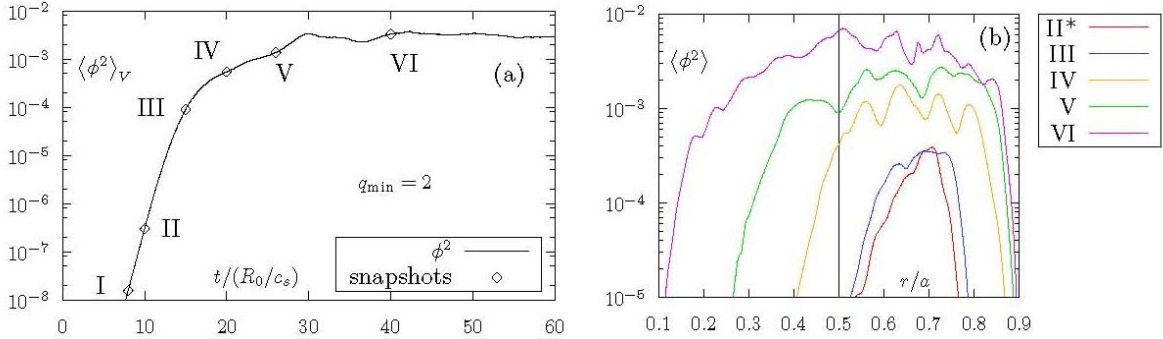 10⁻²
10⁻³
10⁻⁴
10⁻⁵
10⁻⁶
10⁻⁷
10⁻⁸
⟨ϕ²⟩_V
IV
V
VI
(a)
III
q_min = 2
II
I
t/(R₀/c_s)
ϕ²
snapshots
0 10 20 30 40 50 60
10⁻²
10⁻³
10⁻⁴
10⁻⁵
⟨ϕ²⟩
(b)
r/a
0.1 0.2 0.3 0.4 0.5 0.6 0.7 0.8 0.9
II*
III
IV
V
VI